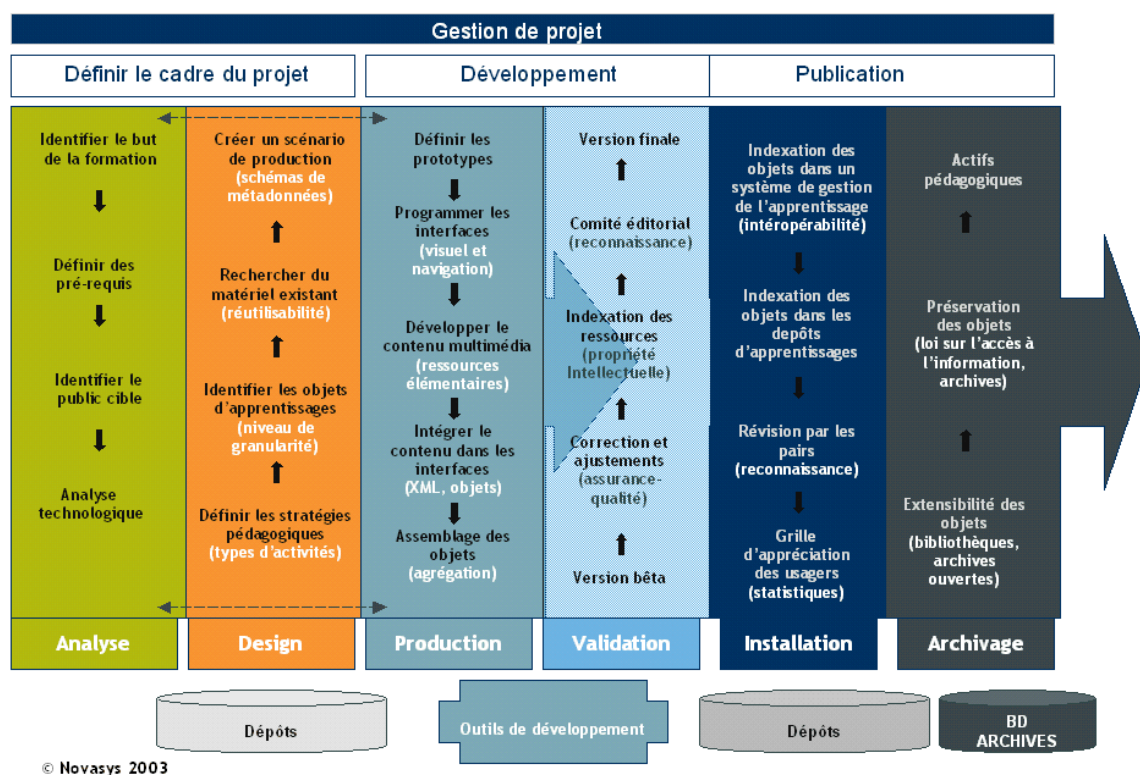 Gestion de projet
Définir le cadre du projet
Développement
Publication
Identifier le but
de la formation
Définir des
pré-requis
Identifier le
public cible
Analyse
technologique
Créer un scénario
de production
(schémas de
métadonnées)
Rechercher du
matériel existant
(réutilisabilité)
Identifier les objets
d'apprentissages
(niveau de
granularité)
Définir les stratégies
pédagogiques
(types d'activités)
Définir les
prototypes
Programmer les
interfaces
(visuel et
navigation)
Développer le
contenu multimédia
(ressources
élémentaires)
Intégrer le
contenu dans les
interfaces
(XML, objets)
Assemblage des
objets
(agrégation)
Version finale
Comité éditorial
(reconnaissance)
Indexation des
ressources
(propriété
Intellectuelle)
Correction et
ajustements
(assurance-
qualité)
Version bêta
Indexation des
objets dans un
système de gestion
de l'apprentissage
(intéropérabilité)
Indexation des
objets dans les
depôts
d'apprentissages
Révision par les
pairs
(reconnaissance)
Grille
d'appréciation
des usagers
(statistiques)
Actifs
pédagogiques
Préservation
des objets
(loi sur l'accès à
l'information,
archives)
Extensibilité des
objets
(bibliothèques,
archives
ouvertes)
Analyse
Design
Production
Validation
Installation
Archivage
Dépôts
Outils de développement
Dépôts
BD
ARCHIVES
© Novasys 2003